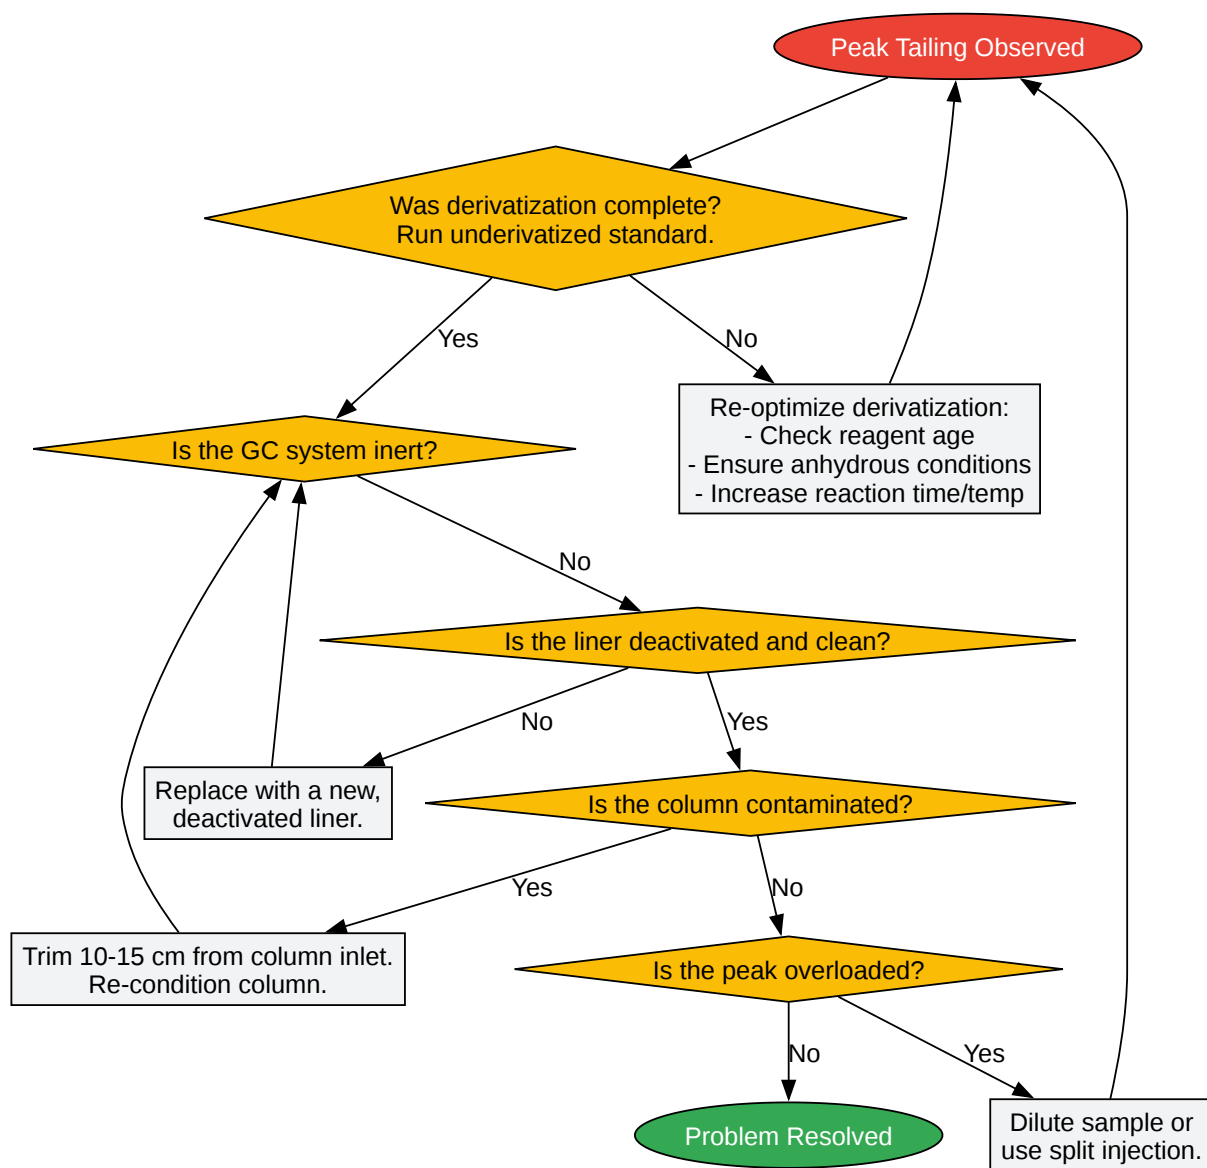 Peak Tailing Observed
Was derivatization complete?
Run underivatized standard.
Yes
No
Re-optimize derivatization:
- Check reagent age
- Ensure anhydrous conditions
- Increase reaction time/temp
Is the GC system inert?
No
Is the liner deactivated and clean?
No
Yes
Replace with a new,
deactivated liner.
Is the column contaminated?
Yes
No
Trim 10-15 cm from column inlet.
Re-condition column.
Is the peak overloaded?
No
Yes
Problem Resolved
Dilute sample or
use split injection.